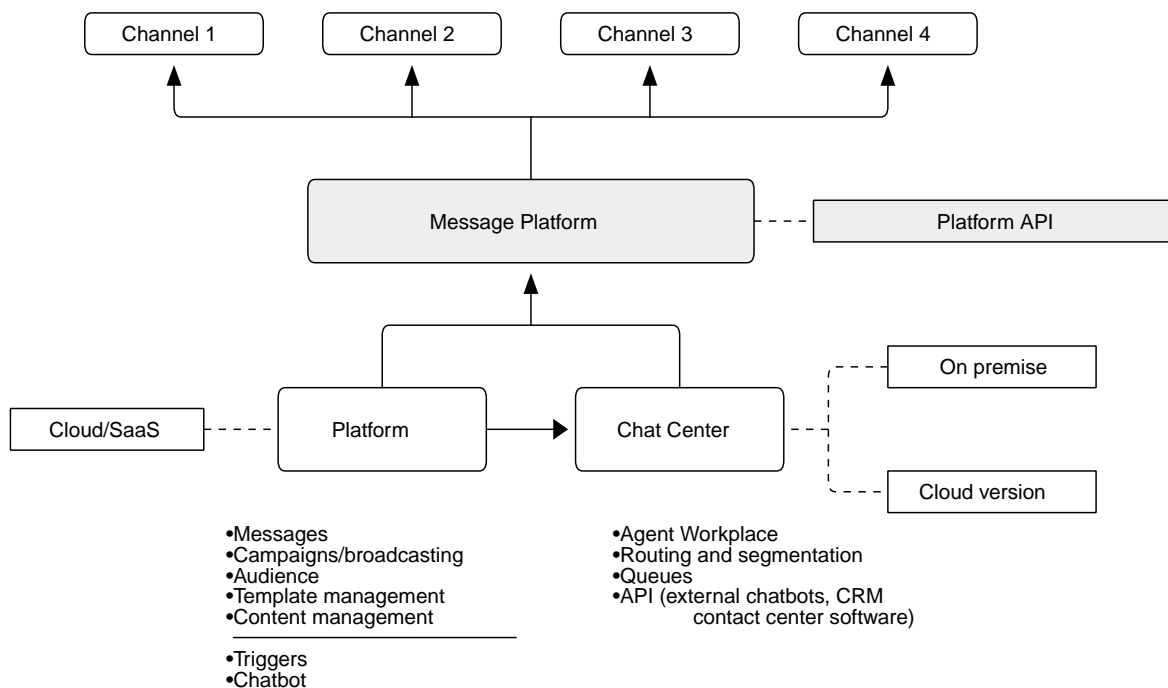 Channel 1
Channel 2
Channel 3
Channel 4
Message Platform
Platform API
On premise
Cloud/SaaS
Platform
Chat Center
Cloud version
•Messages
•Campaigns/broadcasting
•Audience
•Template management
•Content management
•Triggers
•Chatbot
•Agent Workplace
•Routing and segmentation
•Queues
•API (external chatbots, CRM
contact center software)